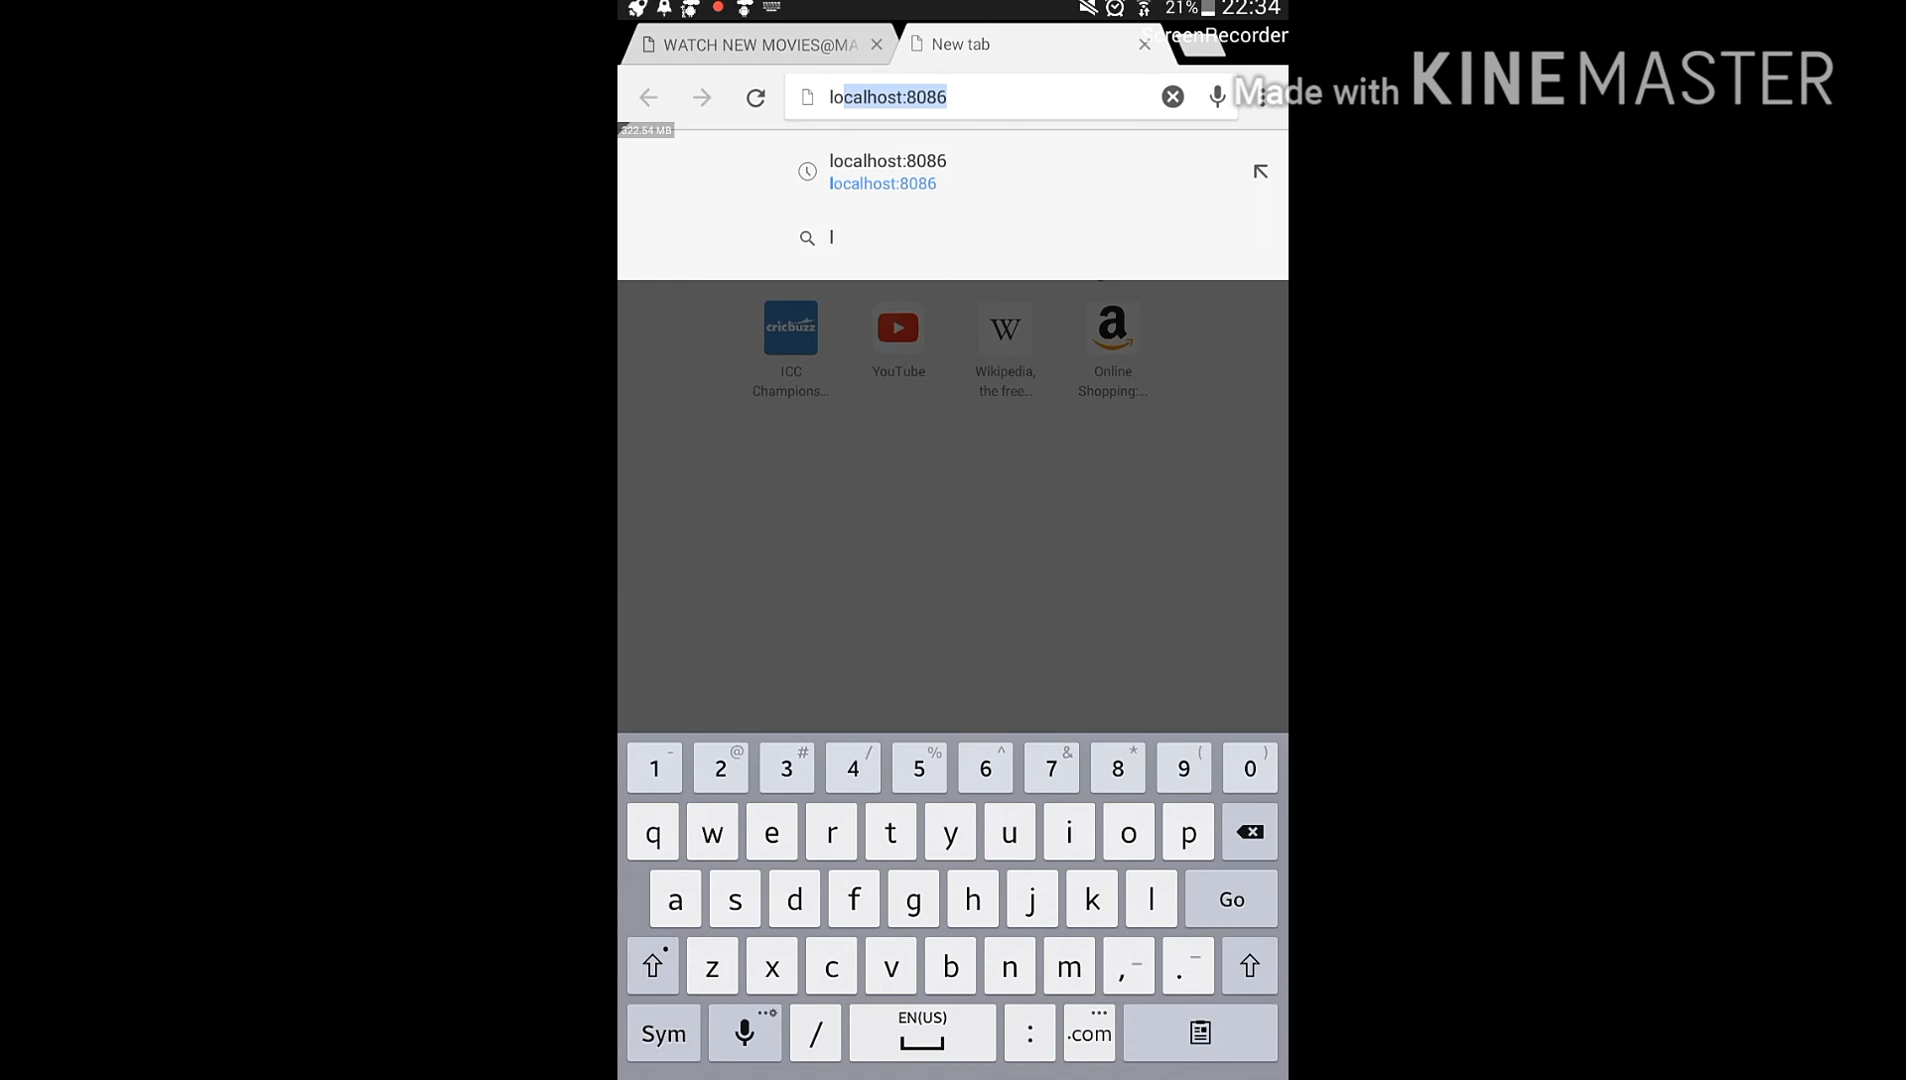 21% 22:34
ScreenRecorder
WATCH NEW MOVIES@MA
New tab
localhost:8086
Made with KINEMASTER
322.54 MB
localhost:8086
localhost:8086
l
cricbuzz
W
a
ICC Champions...
YouTube
Wikipedia, the free...
Online Shopping:...
1 - 2 @ 3 # 4 / 5 % 6 ^ 7 & 8 * 9 ( 0 )
q w e r t y u i o p
a s d f g h j k l Go
z x c v b n m , - . -
Sym / EN(US) : .com